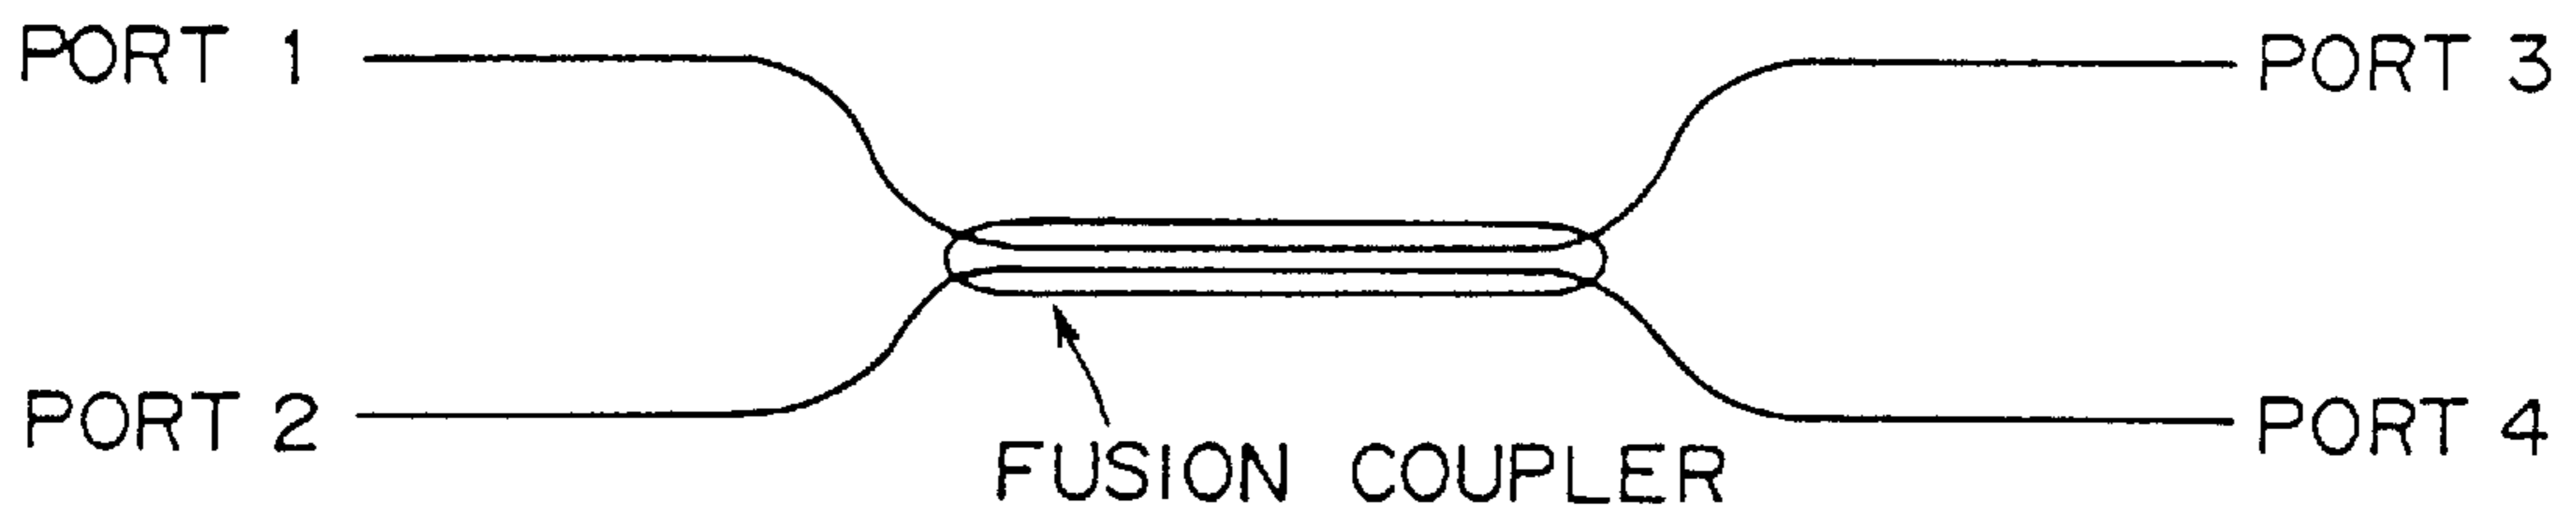 PORT 1
PORT 3
PORT 2
PORT 4
FUSION COUPLER